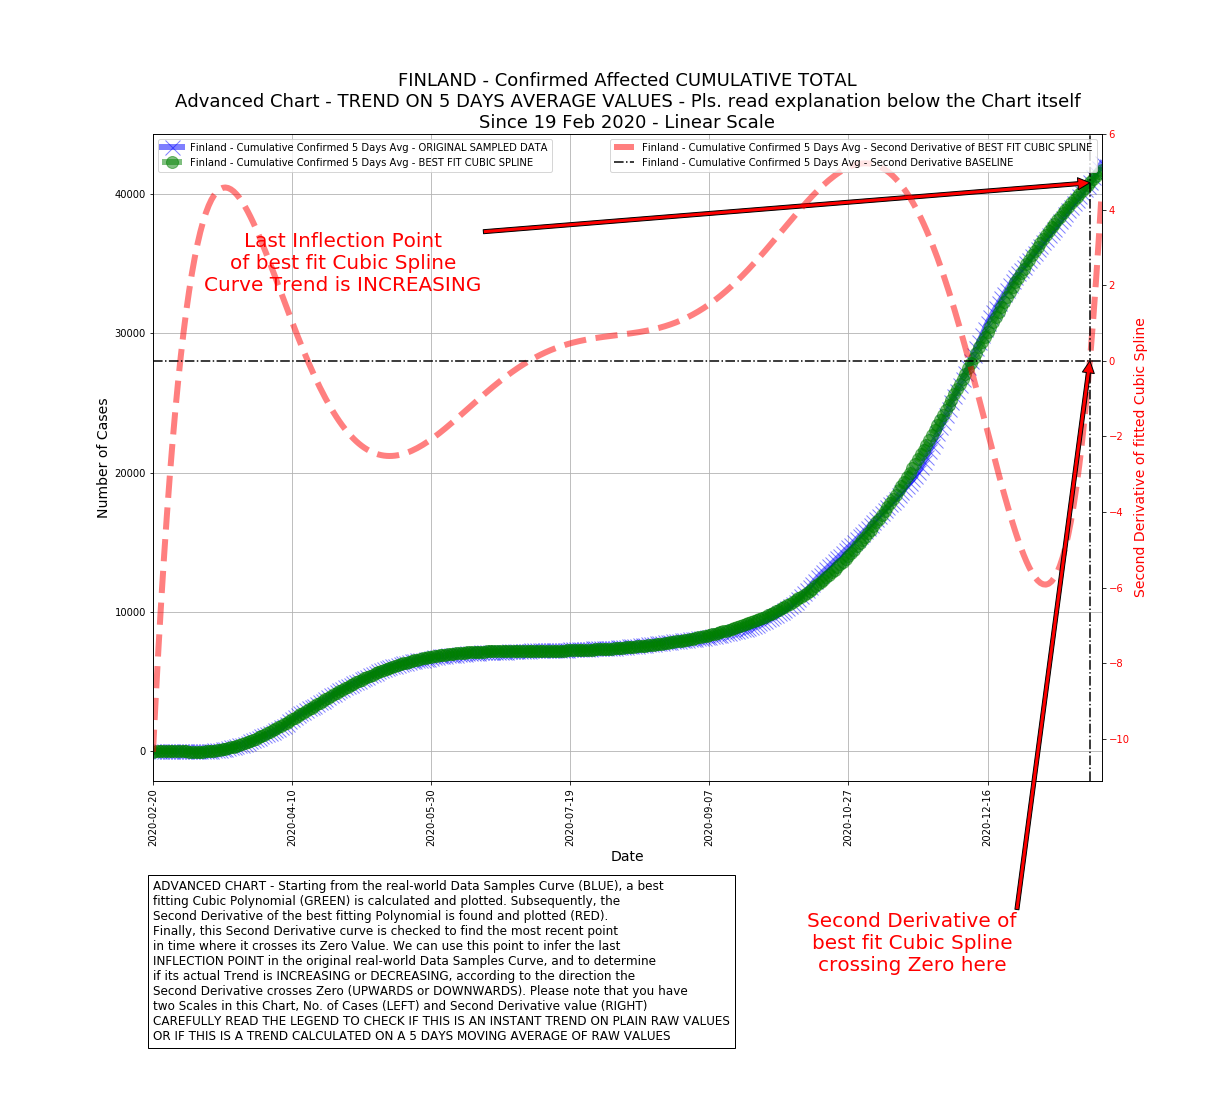 FINLAND - Confirmed Affected CUMULATIVE TOTAL
Advanced Chart - TREND ON 5 DAYS AVERAGE VALUES - Pls. read explanation below the Chart itself
Since 19 Feb 2020 - Linear Scale
Finland - Cumulative Confirmed 5 Days Avg - ORIGINAL SAMPLED DATA
Finland - Cumulative Confirmed 5 Days Avg - BEST FIT CUBIC SPLINE
Finland - Cumulative Confirmed 5 Days Avg - Second Derivative of BEST FIT CUBIC SPLINE
Finland - Cumulative Confirmed 5 Days Avg - Second Derivative BASELINE
Last Inflection Point
of best fit Cubic Spline
Curve Trend is INCREASING
Number of Cases
40000
30000
20000
10000
0
6
4
2
0
−2
−4
−6
−8
−10
Second Derivative of fitted Cubic Spline
2020-02-20
2020-04-10
2020-05-30
2020-07-19
2020-09-07
2020-10-27
2020-12-16
Date
ADVANCED CHART - Starting from the real-world Data Samples Curve (BLUE), a best
fitting Cubic Polynomial (GREEN) is calculated and plotted. Subsequently, the
Second Derivative of the best fitting Polynomial is found and plotted (RED).
Finally, this Second Derivative curve is checked to find the most recent point
in time where it crosses its Zero Value. We can use this point to infer the last
INFLECTION POINT in the original real-world Data Samples Curve, and to determine
if its actual Trend is INCREASING or DECREASING, according to the direction the
Second Derivative crosses Zero (UPWARDS or DOWNWARDS). Please note that you have
two Scales in this Chart, No. of Cases (LEFT) and Second Derivative value (RIGHT)
CAREFULLY READ THE LEGEND TO CHECK IF THIS IS AN INSTANT TREND ON PLAIN RAW VALUES
OR IF THIS IS A TREND CALCULATED ON A 5 DAYS MOVING AVERAGE OF RAW VALUES
Second Derivative of
best fit Cubic Spline
crossing Zero here